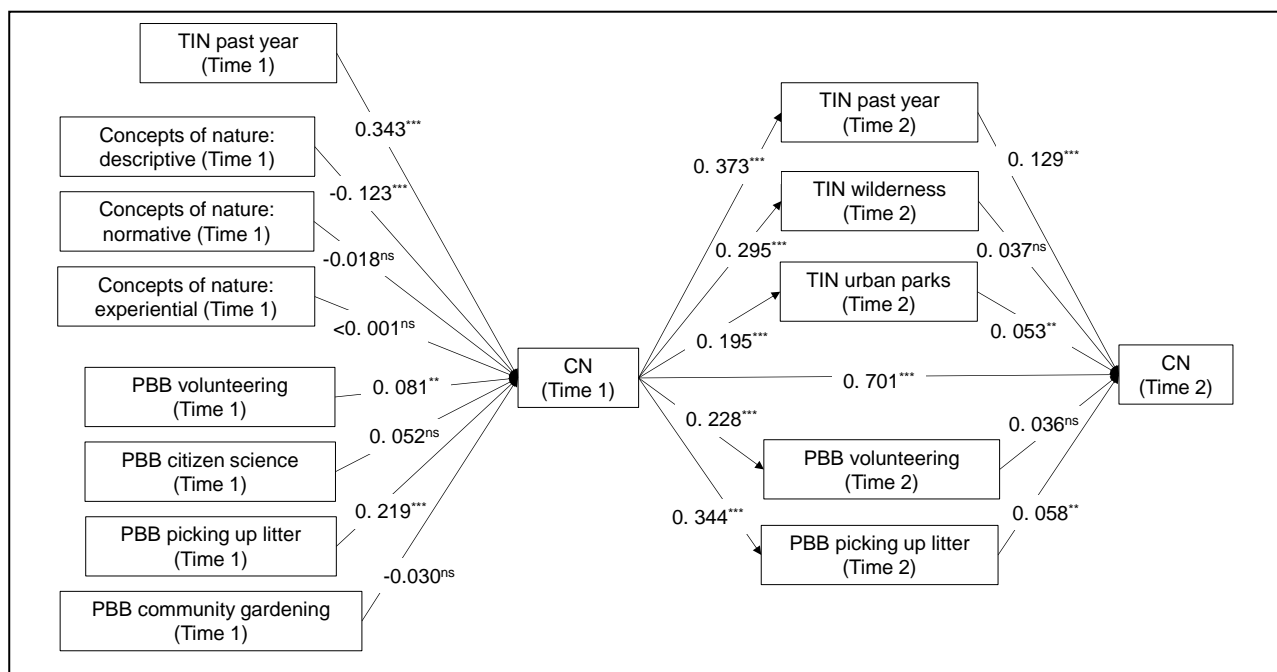 TIN past year
(Time 1)
0.343***
Concepts of nature:
descriptive (Time 1)
-0. 123***
Concepts of nature:
normative (Time 1)
-0.018ns
Concepts of nature:
experiential (Time 1)
<0. 001ns
PBB volunteering
(Time 1)
0. 081**
PBB citizen science
(Time 1)
0. 052ns
PBB picking up litter
(Time 1)
0. 219***
PBB community gardening
(Time 1)
-0.030ns
CN
(Time 1)
TIN past year
(Time 2)
0. 373***
0. 129***
TIN wilderness
(Time 2)
0. 295***
0. 037ns
TIN urban parks
(Time 2)
0. 195***
0. 053**
0. 701***
CN
(Time 2)
0. 228***
0. 036ns
PBB volunteering
(Time 2)
0. 344***
0. 058**
PBB picking up litter
(Time 2)